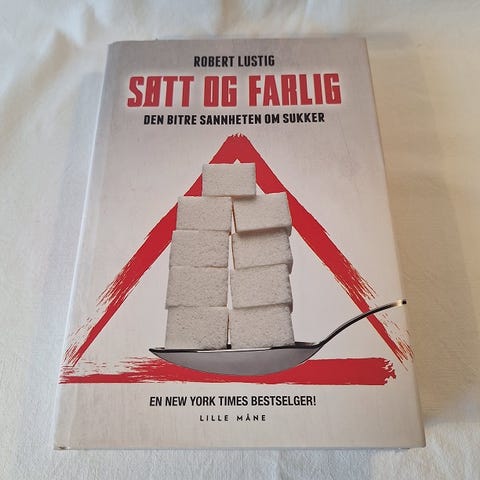 ROBERT LUSTIG
SØTT OG FARLIG
DEN BITRE SANNHETEN OM SUKKER
EN NEW YORK TIMES BESTSELGER!
LILLE MÅNE